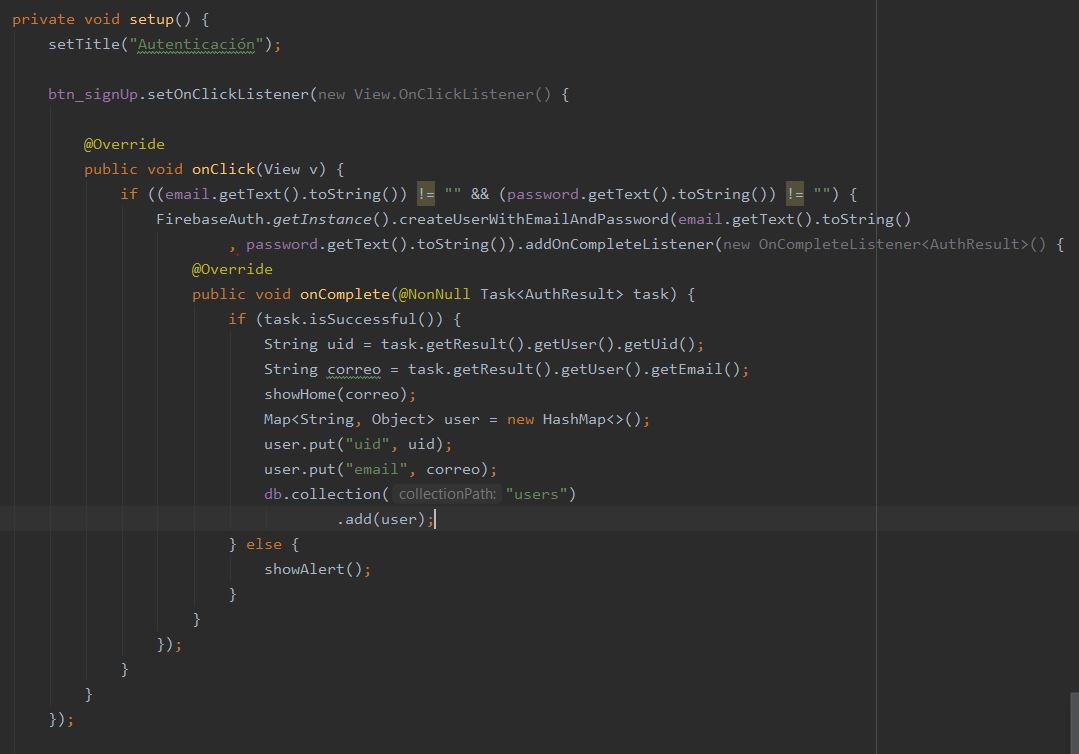 private void setup() {
    setTitle("Autenticación");

    btn_signUp.setOnClickListener(new View.OnClickListener() {

        @Override
        public void onClick(View v) {
            if ((email.getText().toString()) != "" && (password.getText().toString()) != "") {
                FirebaseAuth.getInstance().createUserWithEmailAndPassword(email.getText().toString()
                        , password.getText().toString()).addOnCompleteListener(new OnCompleteListener<AuthResult>() {
                    @Override
                    public void onComplete(@NonNull Task<AuthResult> task) {
                        if (task.isSuccessful()) {
                            String uid = task.getResult().getUser().getUid();
                            String correo = task.getResult().getUser().getEmail();
                            showHome(correo);
                            Map<String, Object> user = new HashMap<>();
                            user.put("uid", uid);
                            user.put("email", correo);
                            db.collection( collectionPath: "users")
                                    .add(user);
                        } else {
                            showAlert();
                        }
                    }
                });
            }
        }
    });